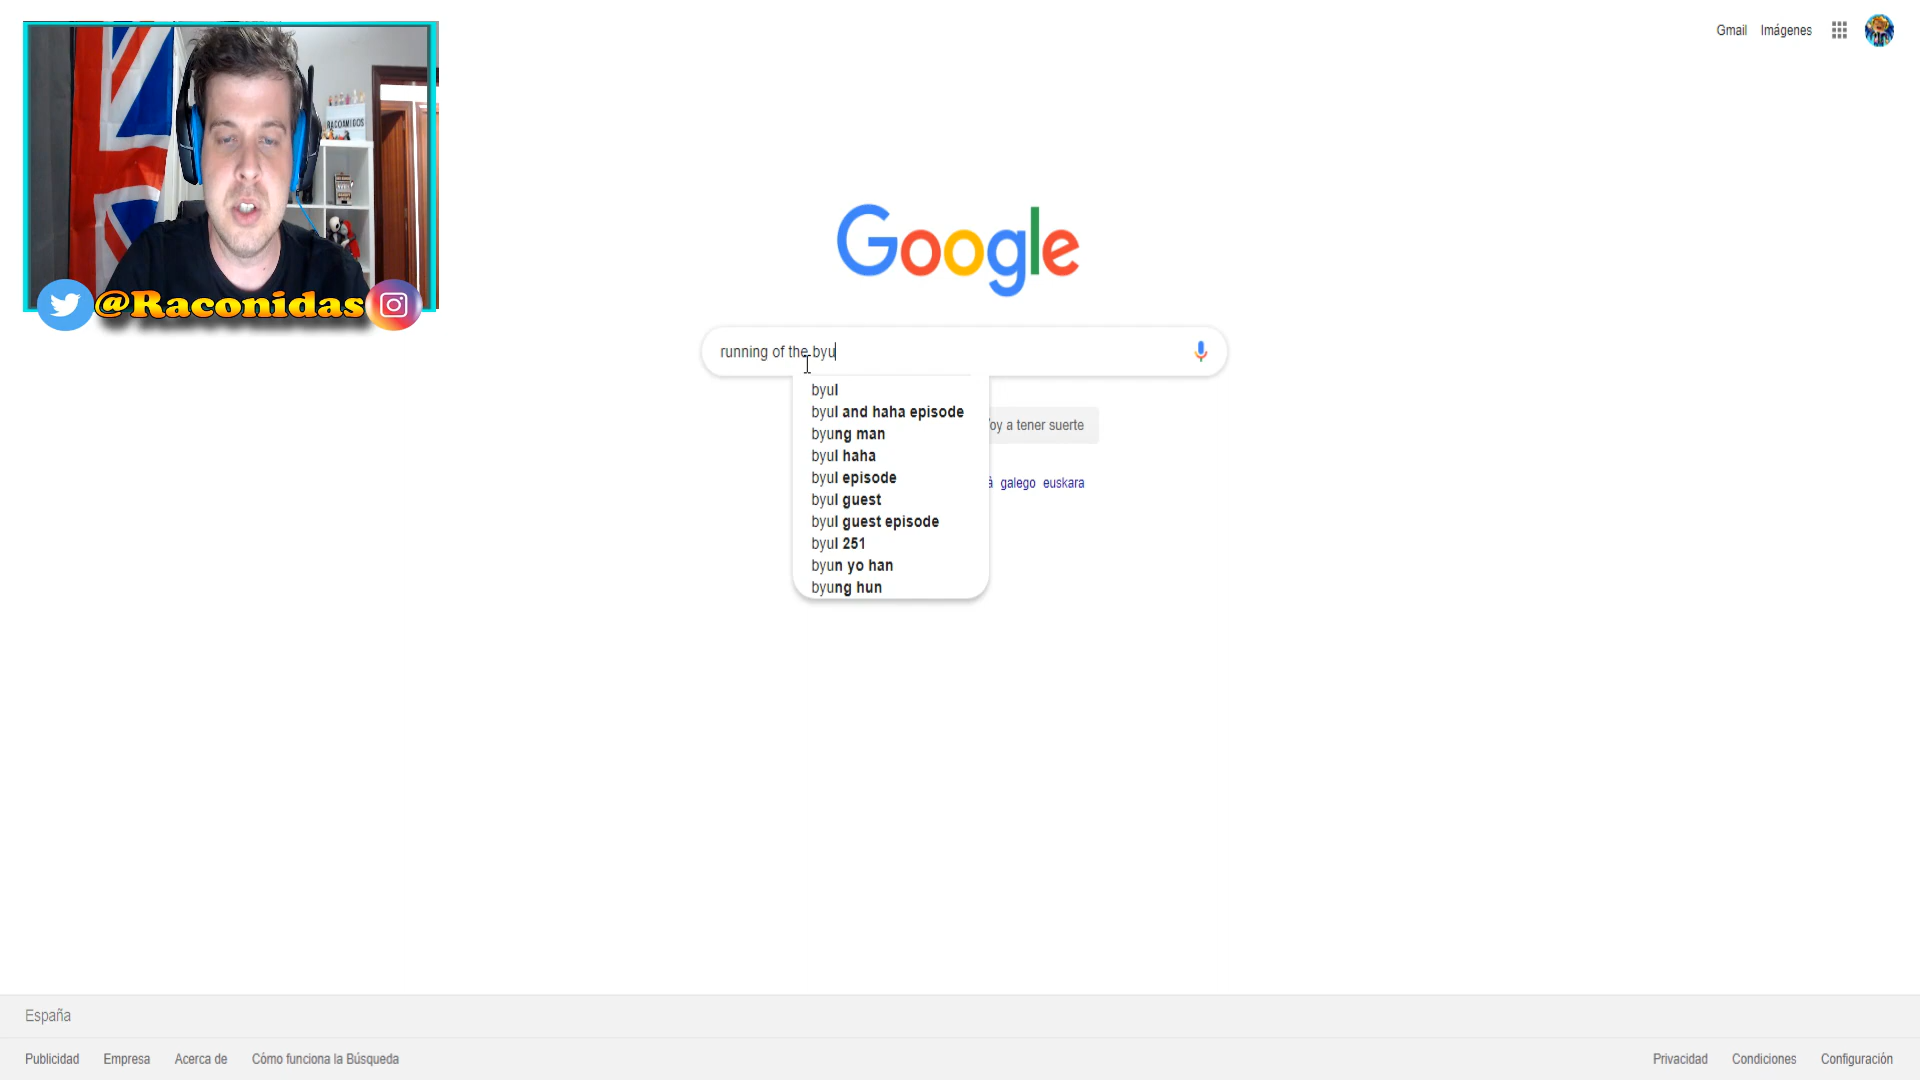 Gmail Imágenes
RACOAMIGOS
@Raconidas
Google
running of the byu
byul
byul and haha episode
byung man
byul haha
byul episode
byul guest
byul guest episode
byul 251
byun yo han
byung hun
oy a tener suerte
galego euskara
España
Publicidad Empresa Acerca de Cómo funciona la Búsqueda
Privacidad Condiciones Configuración